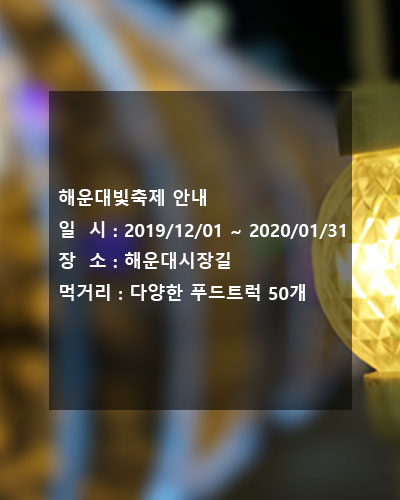 해운대빛축제 안내
일 시 : 2019/12/01 ~ 2020/01/31
장 소 : 해운대시장길
먹거리 : 다양한 푸드트럭 50개